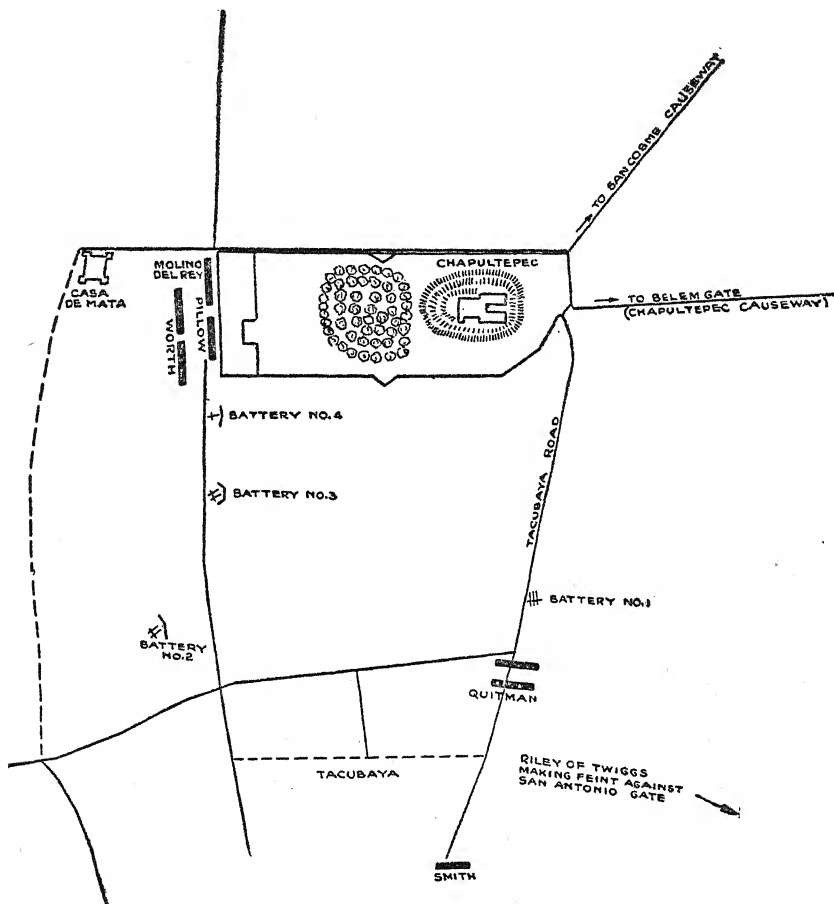 TO SAN COSME CAUSEWAY
CHAPULTEPEC
MOLINO
DEL REY
CASA
DE MATA
PILLOW
WORTH
TO BELEM GATE
(CHAPULTEPEC CAUSEWAY)
BATTERY NO.4
BATTERY NO.3
TACUBAYA ROAD
BATTERY NO.1
BATTERY
NO.2
QUITMAN
TACUBAYA
RILEY OF TWIGGS
MAKING FEINT AGAINST
SAN ANTONIO GATE
SMITH